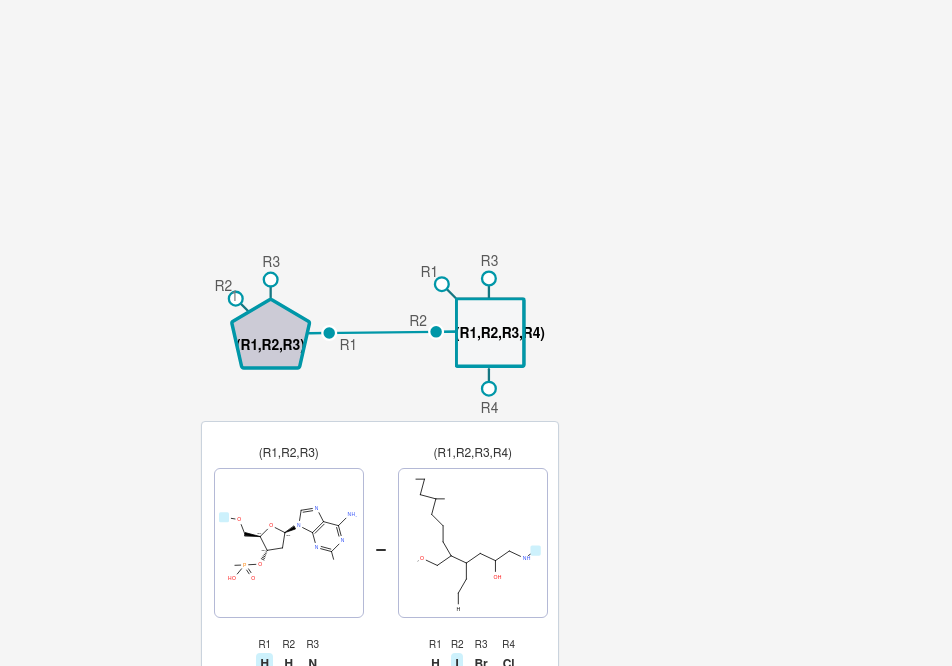 R3
R3
R2
R1
R2
R1
(R1,R2,R3)
(R1,R2,R3,R4)
R4
(R1,R2,R3)
(R1,R2,R3,R4)
O
O
N
N
N
N
NH
O
HO
P
O
O
NH
OH
H
R1 R2 R3
R1 R2 R3 R4
H H N
H I Br Cl